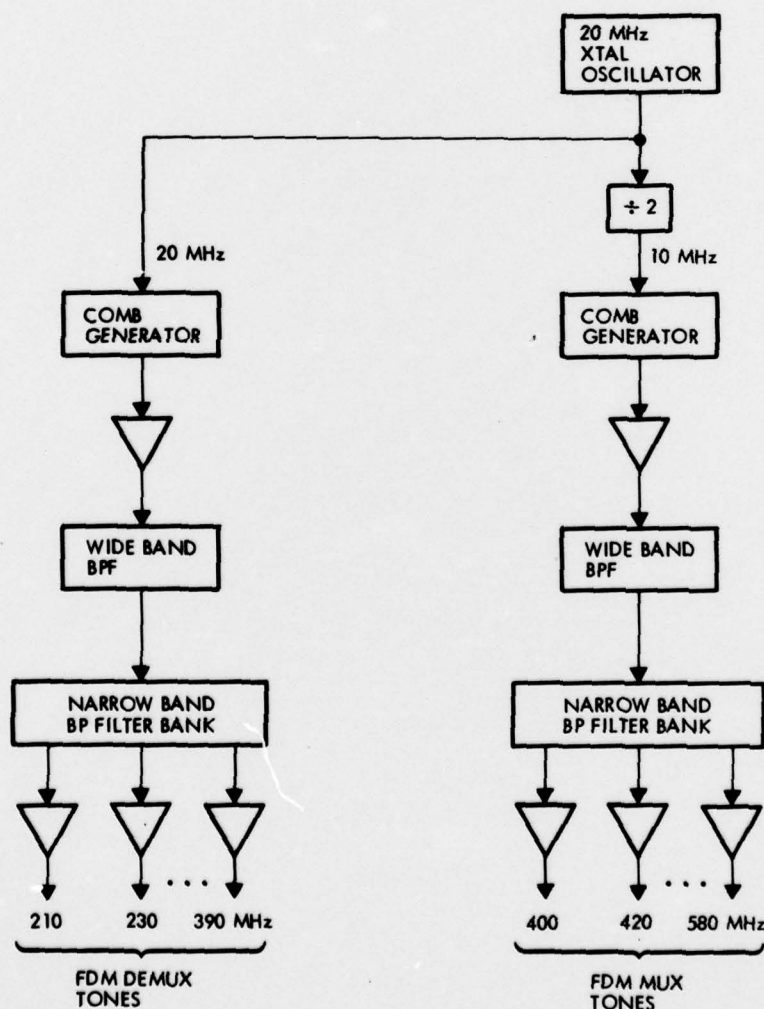 20 MHz
XTAL
OSCILLATOR
÷ 2
20 MHz
10 MHz
COMB
GENERATOR
COMB
GENERATOR
WIDE BAND
BPF
WIDE BAND
BPF
NARROW BAND
BP FILTER BANK
NARROW BAND
BP FILTER BANK
...
...
210 230 390 MHz
400 420 580 MHz
FDM DEMUX
TONES
FDM MUX
TONES